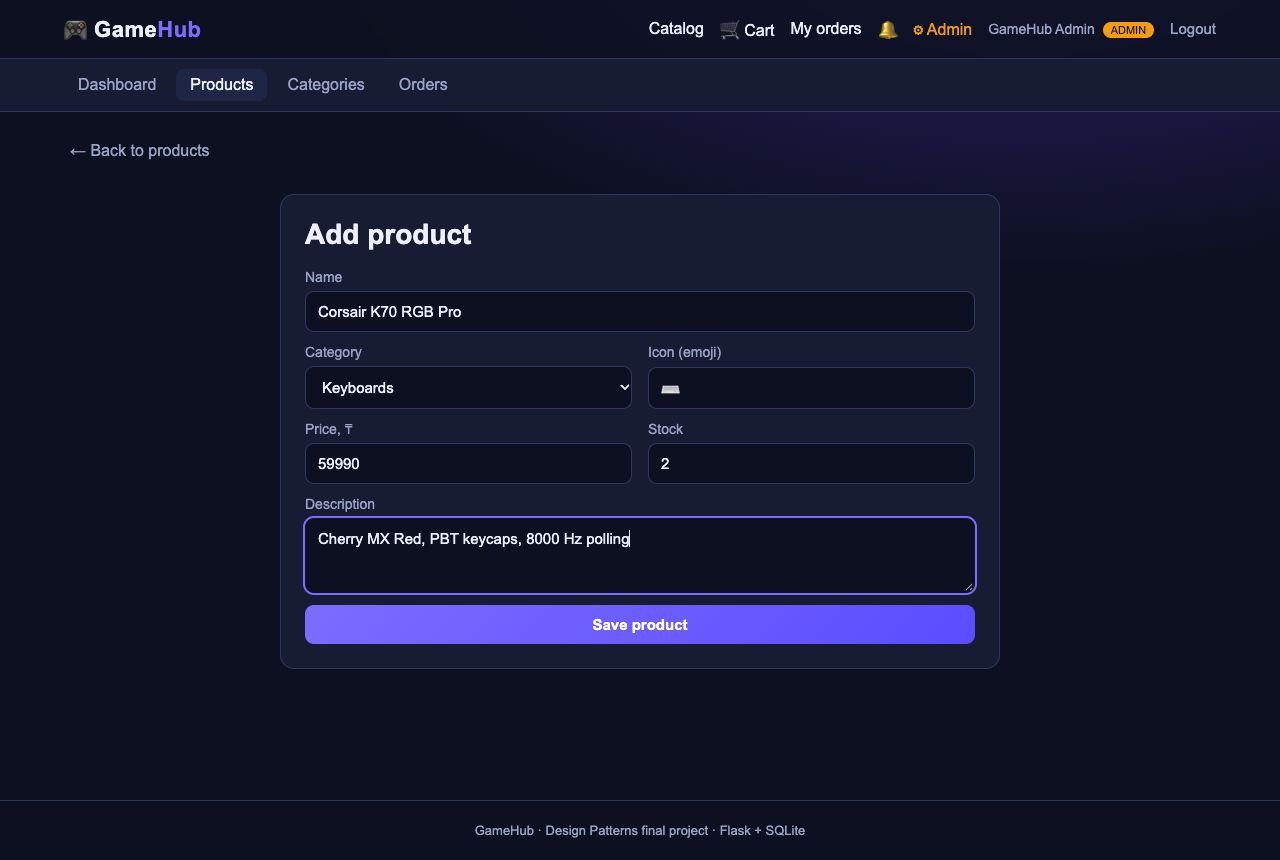 🎮 GameHub
Catalog 🛒 Cart My orders 🔔 ⚙ Admin GameHub Admin ADMIN Logout
Dashboard Products Categories Orders
← Back to products
Add product
Name
Corsair K70 RGB Pro
Category Icon (emoji)
Keyboards ⌨️
Price, ₸ Stock
59990 2
Description
Cherry MX Red, PBT keycaps, 8000 Hz polling
Save product
GameHub · Design Patterns final project · Flask + SQLite